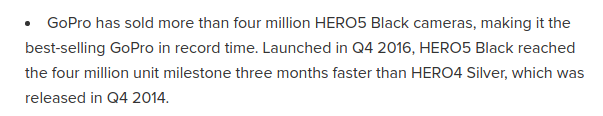 • GoPro has sold more than four million HERO5 Black cameras, making it the
best-selling GoPro in record time. Launched in Q4 2016, HERO5 Black reached
the four million unit milestone three months faster than HERO4 Silver, which was
released in Q4 2014.